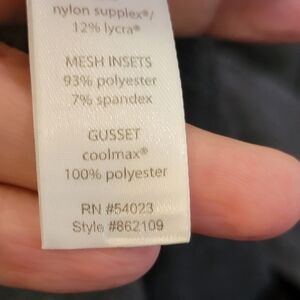 nylon supplex®/
12% lycra®
MESH INSETS
93% polyester
7% spandex
GUSSET
coolmax®
100% polyester
RN #54023
Style #862109